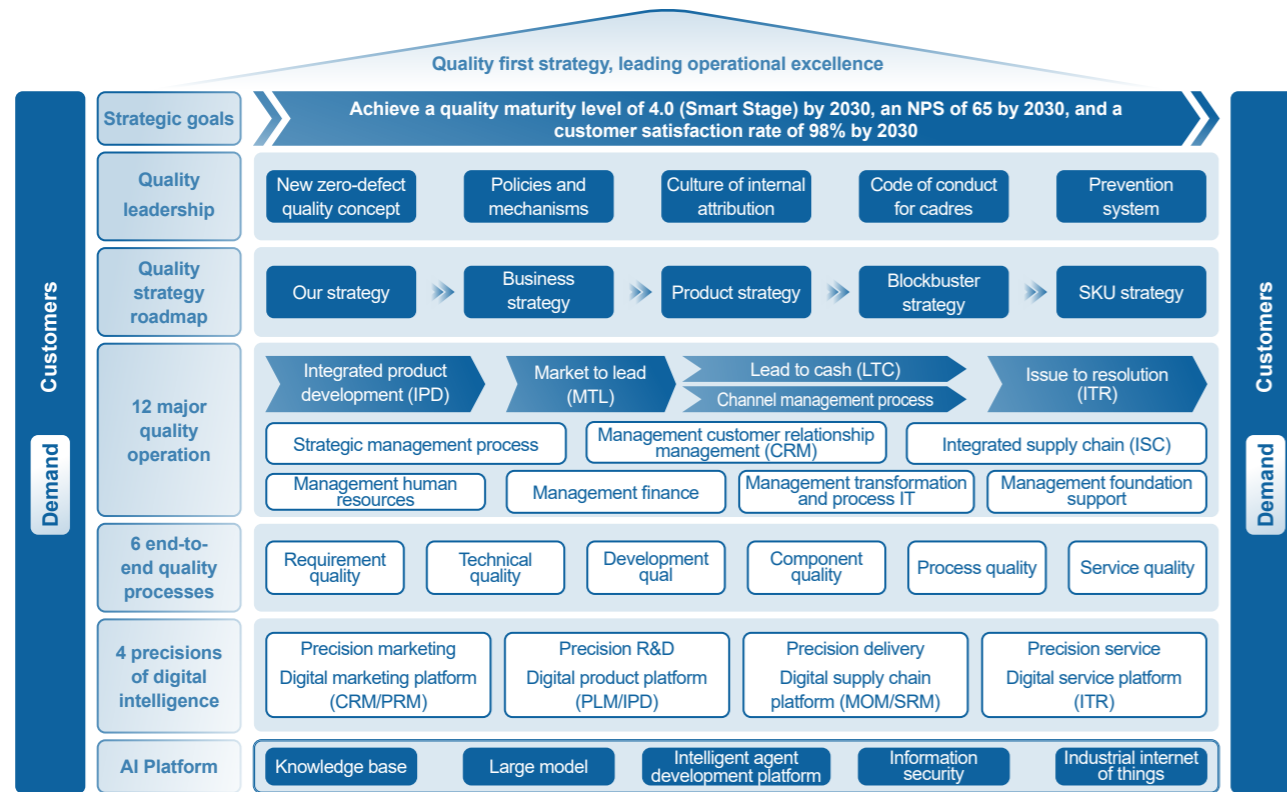 Quality first strategy, leading operational excellence
Customers
Demand
Strategic goals
Achieve a quality maturity level of 4.0 (Smart Stage) by 2030, an NPS of 65 by 2030, and a
customer satisfaction rate of 98% by 2030
Quality
leadership
New zero-defect
quality concept
Policies and
mechanisms
Culture of internal
attribution
Code of conduct
for cadres
Prevention
system
Quality
strategy
roadmap
Our strategy
Business
strategy
Product strategy
Blockbuster
strategy
SKU strategy
12 major
quality
operation
Integrated product
development (IPD)
Market to lead
(MTL)
Lead to cash (LTC)
Channel management process
Issue to resolution
(ITR)
Strategic management process
Management customer relationship
management (CRM)
Integrated supply chain (ISC)
Management human
resources
Management finance
Management transformation
and process IT
Management foundation
support
6 end-to-
end quality
processes
Requirement
quality
Technical
quality
Development
qual
Component
quality
Process quality
Service quality
4 precisions
of digital
intelligence
Precision marketing
Digital marketing platform
(CRM/PRM)
Precision R&D
Digital product platform
(PLM/IPD)
Precision delivery
Digital supply chain
platform (MOM/SRM)
Precision service
Digital service platform
(ITR)
AI Platform
Knowledge base
Large model
Intelligent agent
development platform
Information
security
Industrial internet
of things
Customers
Demand